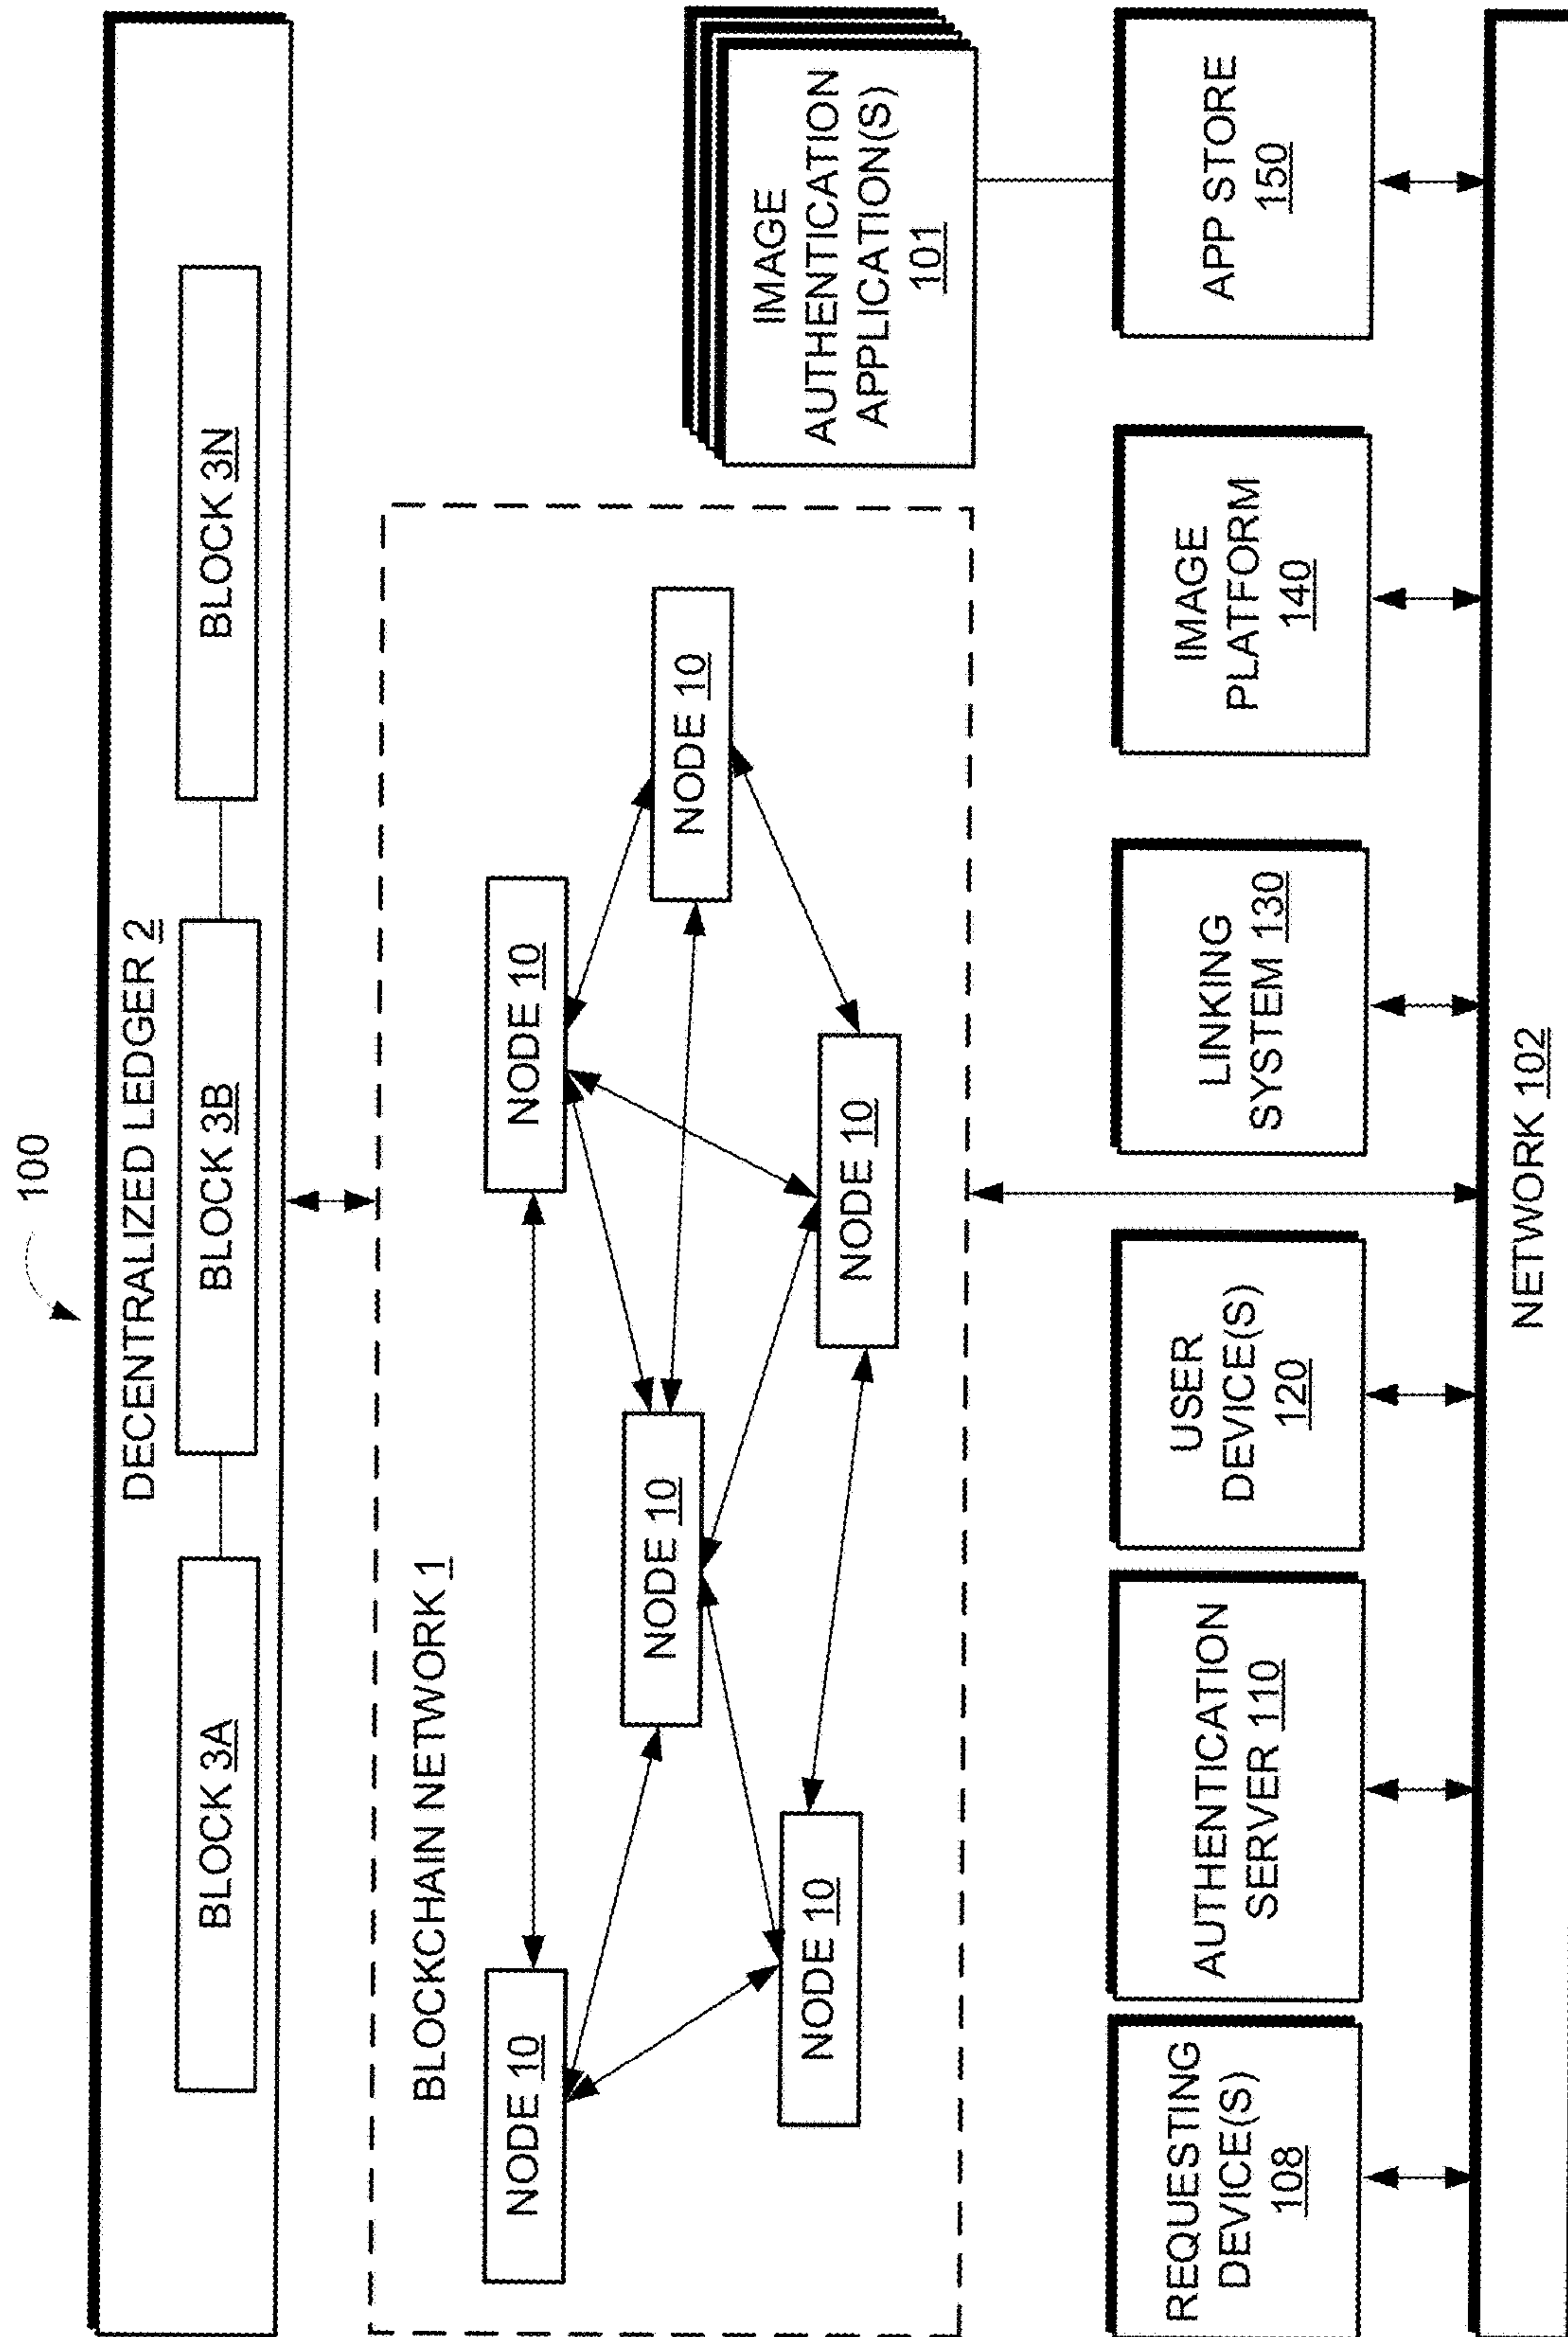 100
DECENTRALIZED LEDGER 2
BLOCK 3A
BLOCK 3B
BLOCK 3N
BLOCKCHAIN NETWORK 1
NODE 10
NODE 10
NODE 10
NODE 10
NODE 10
NODE 10
IMAGE
AUTHENTICATION
APPLICATION(S)
101
REQUESTING
DEVICE(S)
108
AUTHENTICATION
SERVER 110
USER
DEVICE(S)
120
LINKING
SYSTEM 130
IMAGE
PLATFORM
140
APP STORE
150
NETWORK 102